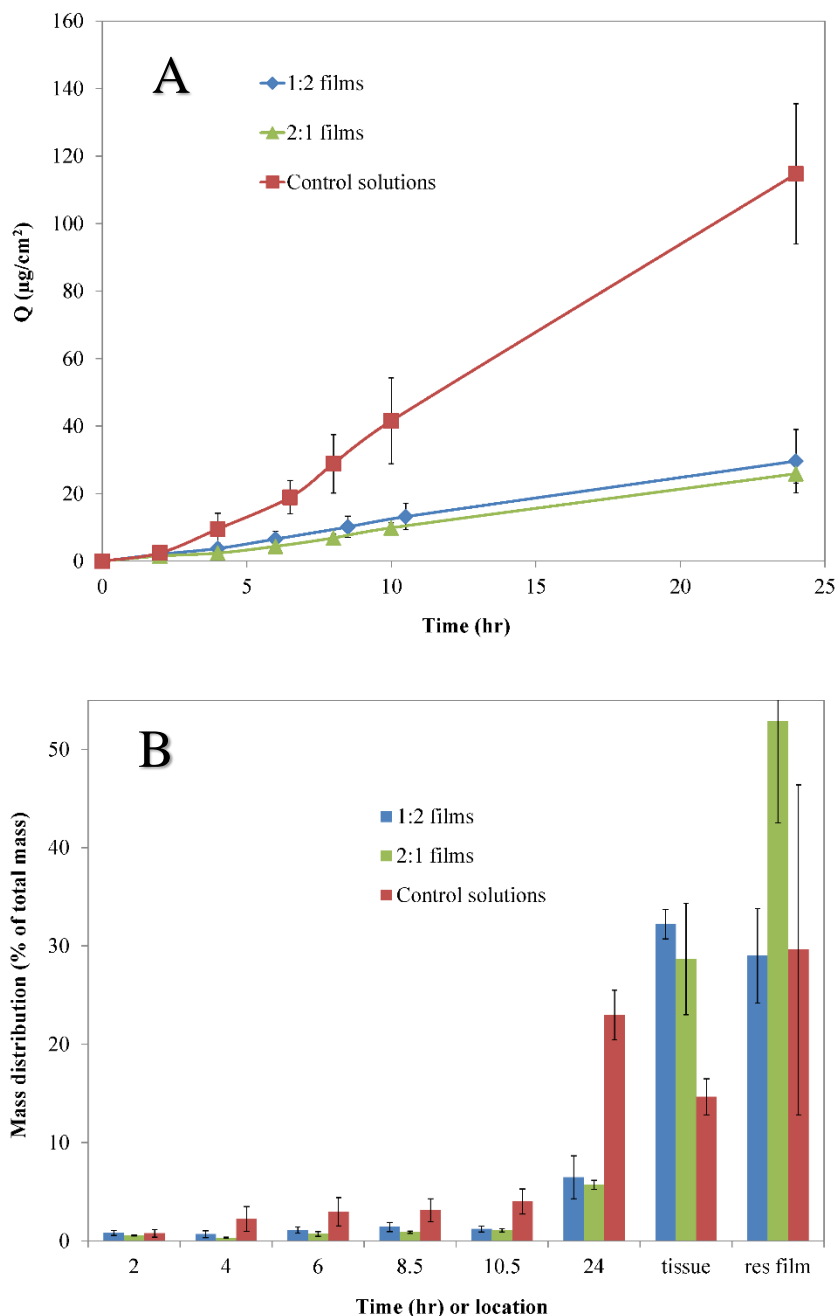 160
140
120
100
80
60
40
20
0
Q (µg/cm²)
A
1:2 films
2:1 films
Control solutions
0 5 10 15 20 25
Time (hr)
50
40
30
20
10
0
Mass distribution (% of total mass)
B
1:2 films
2:1 films
Control solutions
2 4 6 8.5 10.5 24 tissue res film
Time (hr) or location